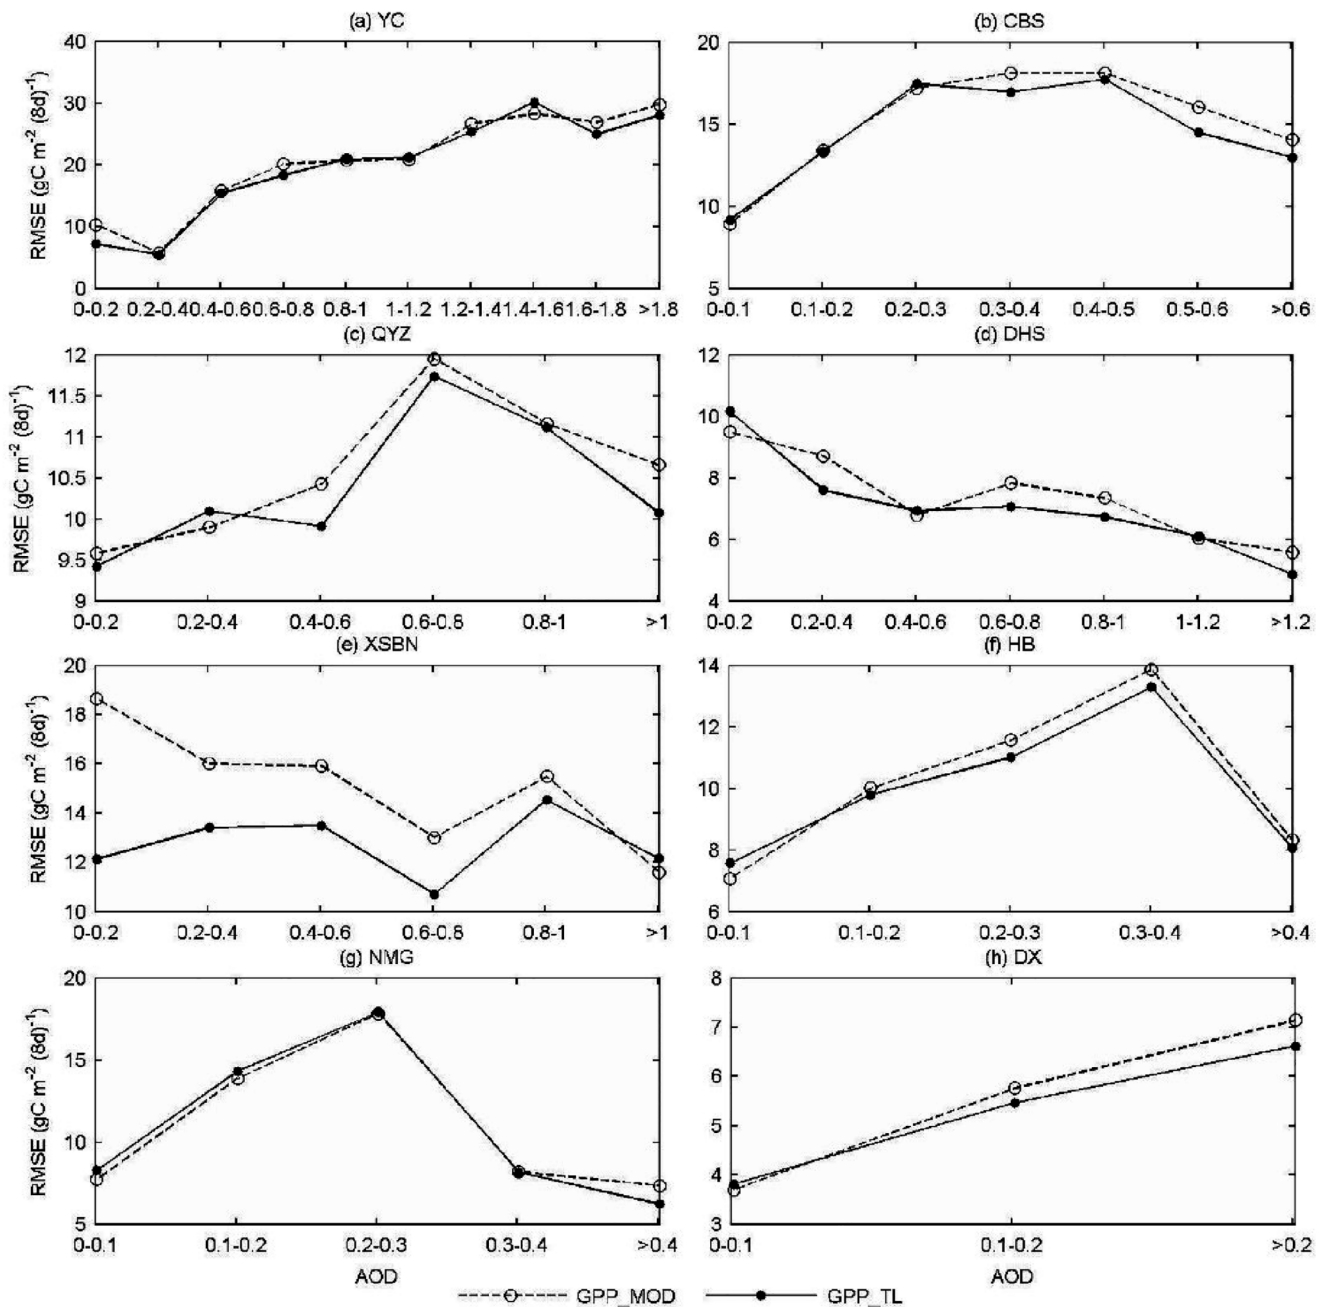 (a) YC
RMSE (gC m⁻² (8d)⁻¹)
40
30
20
10
0
0-0.2 0.2-0.4 0.4-0.6 0.6-0.8 0.8-1 1-1.2 1.2-1.4 1.4-1.6 1.6-1.8 >1.8
(b) CBS
20
15
10
5
0-0.1 0.1-0.2 0.2-0.3 0.3-0.4 0.4-0.5 0.5-0.6 >0.6
(c) QYZ
RMSE (gC m⁻² (8d)⁻¹)
12
11.5
11
10.5
10
9.5
9
0-0.2 0.2-0.4 0.4-0.6 0.6-0.8 0.8-1 >1
(d) DHS
12
10
8
6
4
0-0.2 0.2-0.4 0.4-0.6 0.6-0.8 0.8-1 1-1.2 >1.2
(e) XSBN
RMSE (gC m⁻² (8d)⁻¹)
20
18
16
14
12
10
0-0.2 0.2-0.4 0.4-0.6 0.6-0.8 0.8-1 >1
(f) HB
14
12
10
8
6
0-0.1 0.1-0.2 0.2-0.3 0.3-0.4 >0.4
(g) NMG
RMSE (gC m⁻² (8d)⁻¹)
20
15
10
5
0-0.1 0.1-0.2 0.2-0.3 0.3-0.4 >0.4
AOD
(h) DX
8
7
6
5
4
3
0-0.1 0.1-0.2 >0.2
AOD
GPP_MOD GPP_TL